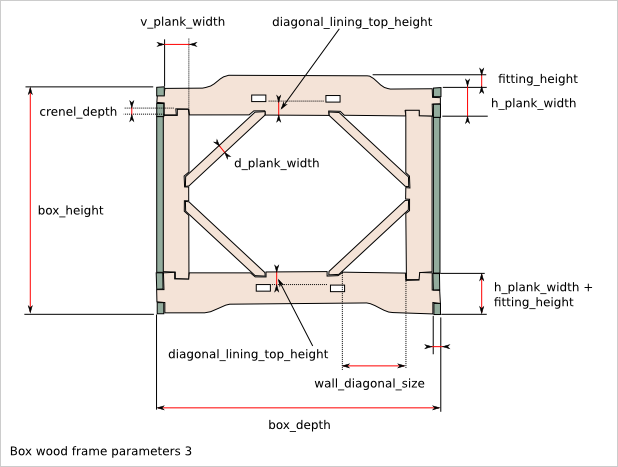 v_plank_width
diagonal_lining_top_height
fitting_height
h_plank_width
crenel_depth
d_plank_width
box_height
h_plank_width +
fitting_height
diagonal_lining_top_height
wall_diagonal_size
box_depth
Box wood frame parameters 3